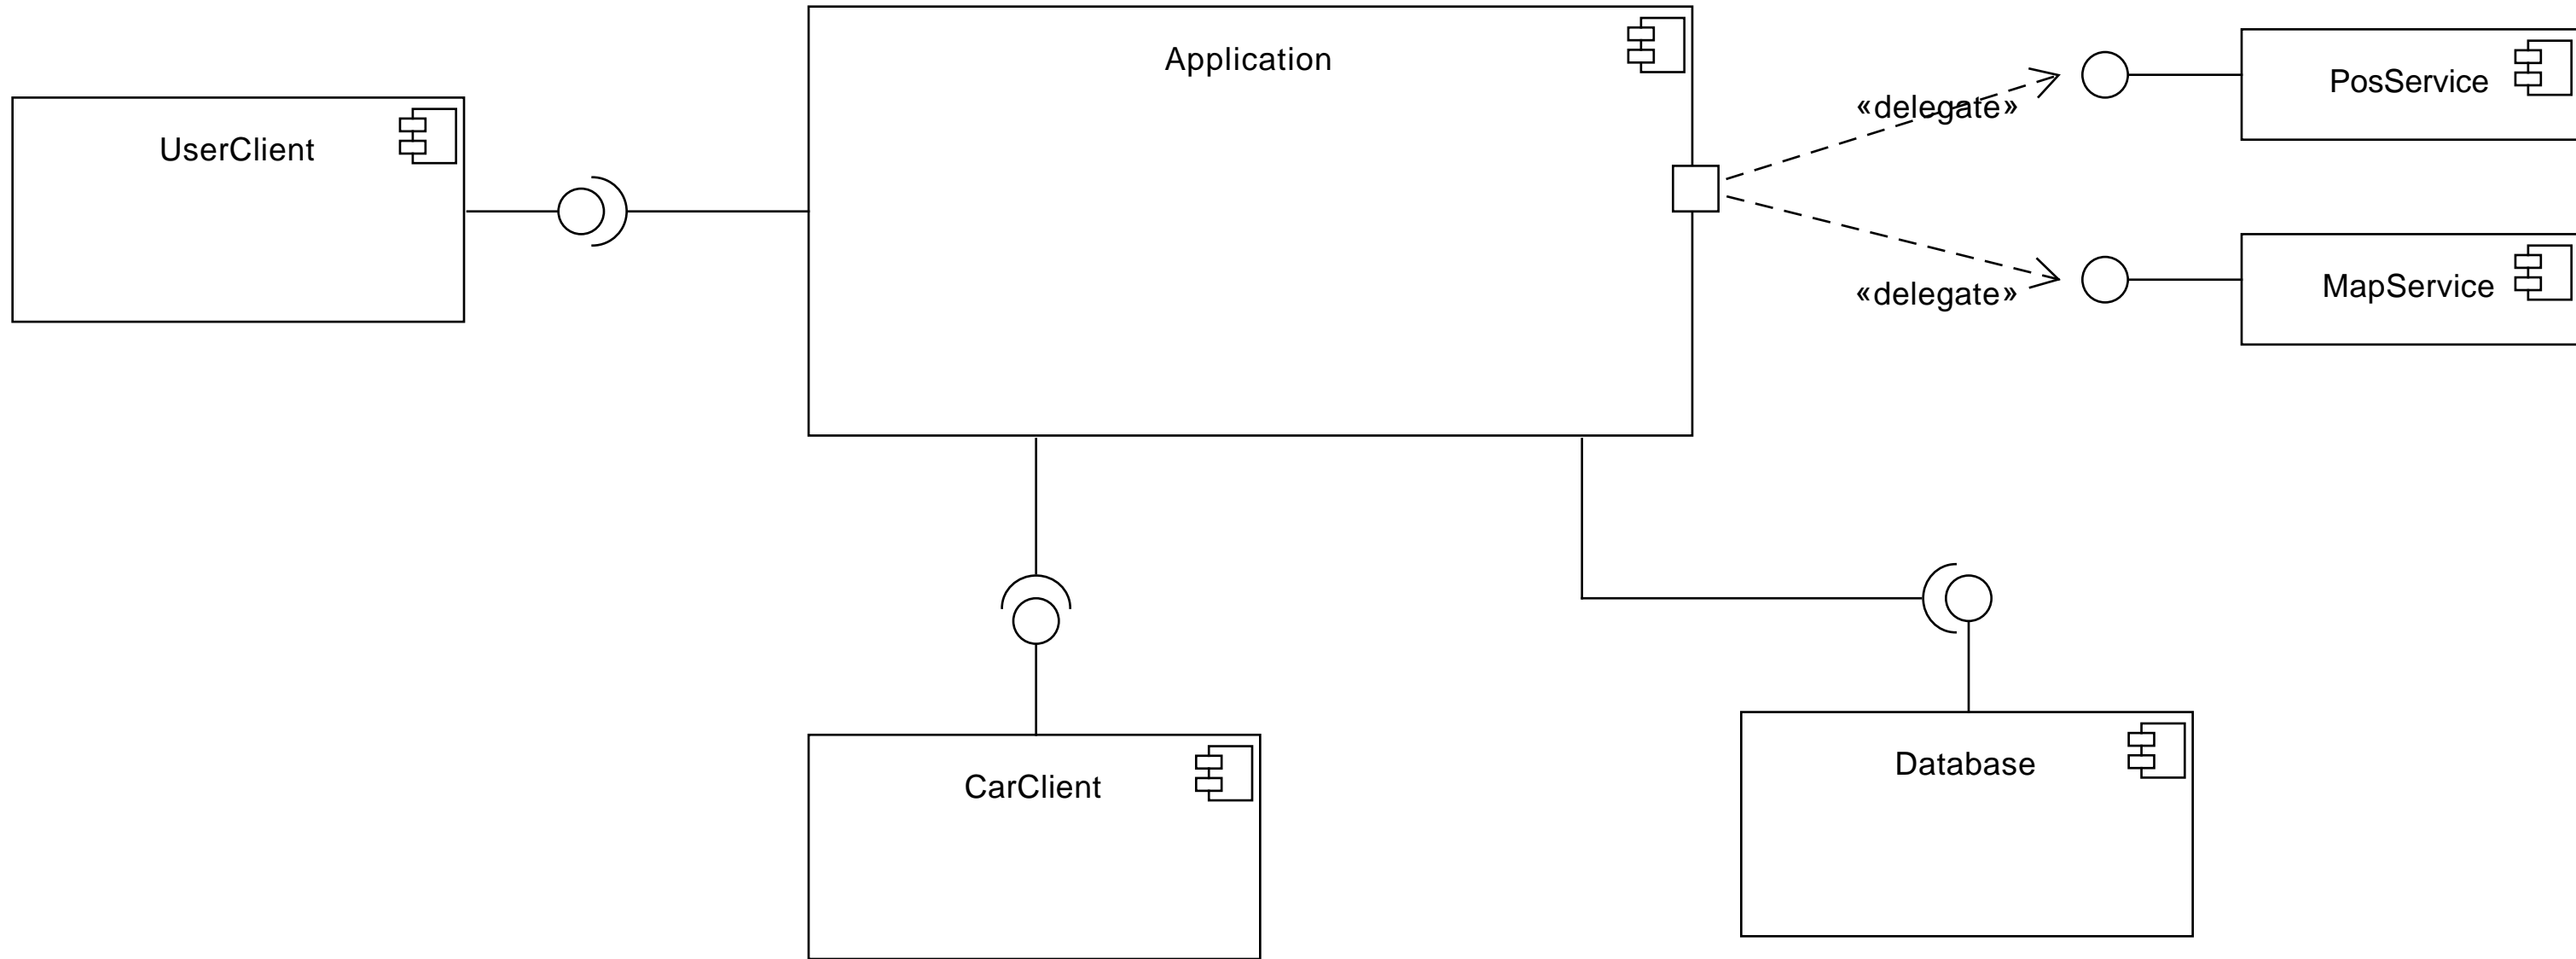 Application
UserClient
«delegate»
PosService
«delegate»
MapService
CarClient
Database